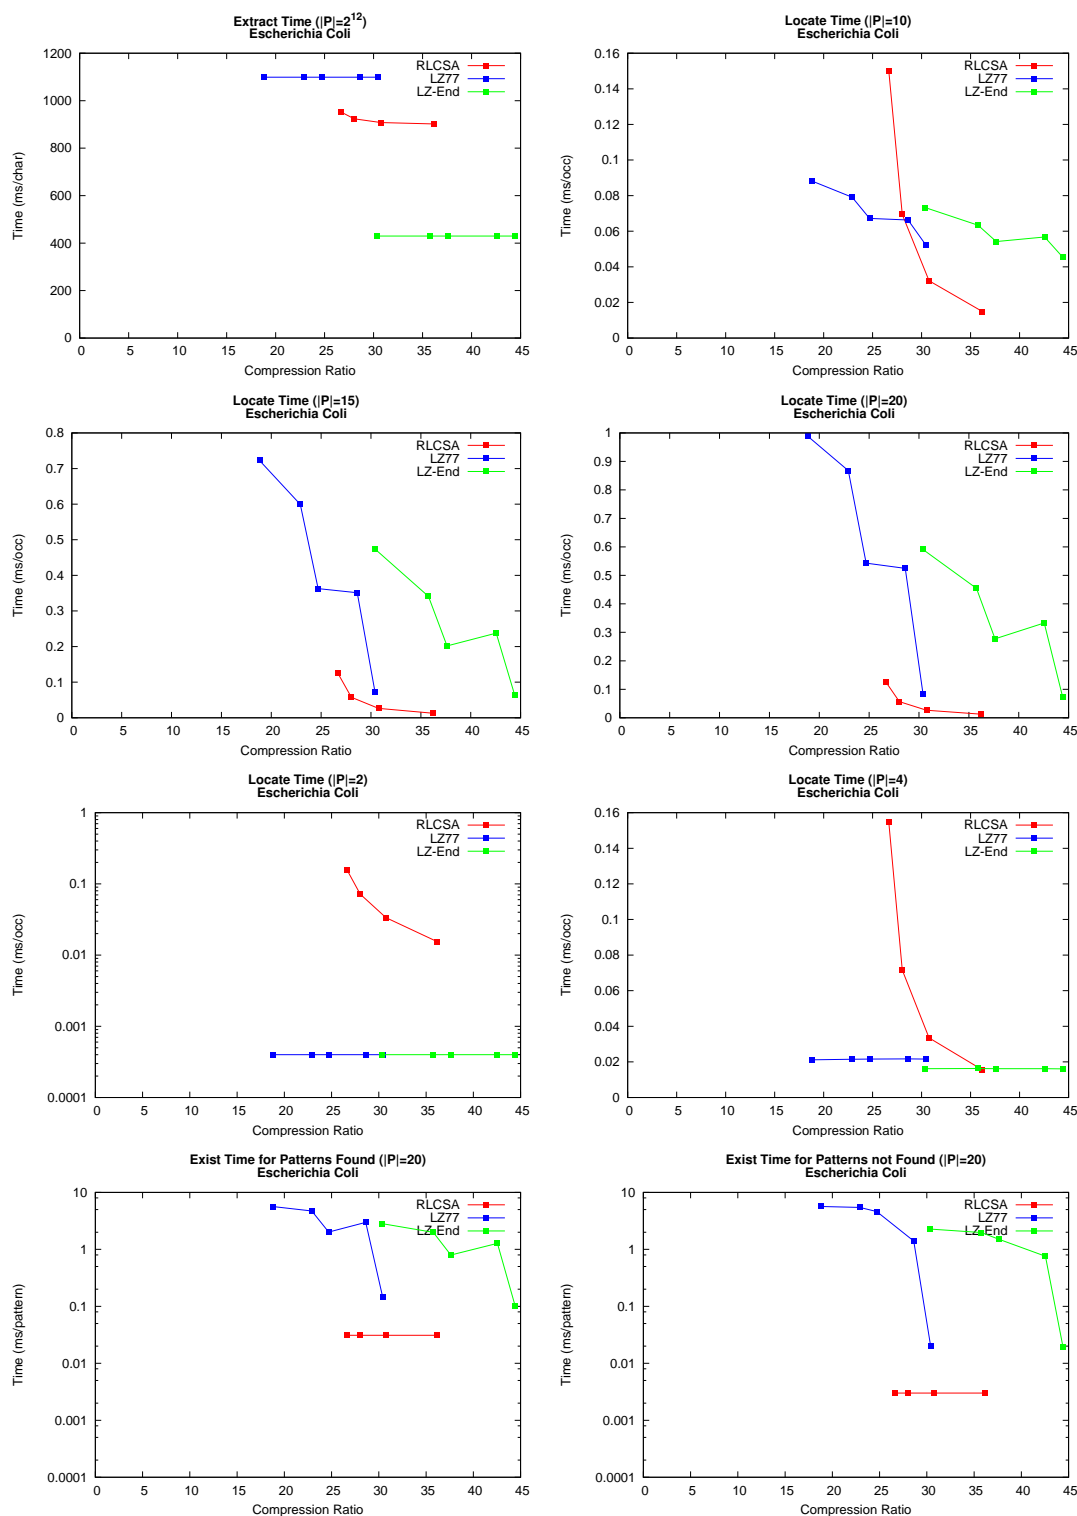 Extract Time (|P|=2^12)
Escherichia Coli
1200
1000
800
600
400
200
0
0 5 10 15 20 25 30 35 40 45
Time (ms/char)
Compression Ratio
RLCSA
LZ77
LZ-End
Locate Time (|P|=10)
Escherichia Coli
0.16
0.14
0.12
0.1
0.08
0.06
0.04
0.02
0
0 5 10 15 20 25 30 35 40 45
Time (ms/occ)
Compression Ratio
RLCSA
LZ77
LZ-End
Locate Time (|P|=15)
Escherichia Coli
0.8
0.7
0.6
0.5
0.4
0.3
0.2
0.1
0
0 5 10 15 20 25 30 35 40 45
Time (ms/occ)
Compression Ratio
RLCSA
LZ77
LZ-End
Locate Time (|P|=20)
Escherichia Coli
1
0.9
0.8
0.7
0.6
0.5
0.4
0.3
0.2
0.1
0
0 5 10 15 20 25 30 35 40 45
Time (ms/occ)
Compression Ratio
RLCSA
LZ77
LZ-End
Locate Time (|P|=2)
Escherichia Coli
1
0.1
0.01
0.001
0.0001
0 5 10 15 20 25 30 35 40 45
Time (ms/occ)
Compression Ratio
RLCSA
LZ77
LZ-End
Locate Time (|P|=4)
Escherichia Coli
0.16
0.14
0.12
0.1
0.08
0.06
0.04
0.02
0
0 5 10 15 20 25 30 35 40 45
Time (ms/occ)
Compression Ratio
RLCSA
LZ77
LZ-End
Exist Time for Patterns Found (|P|=20)
Escherichia Coli
10
1
0.1
0.01
0.001
0.0001
0 5 10 15 20 25 30 35 40 45
Time (ms/pattern)
Compression Ratio
RLCSA
LZ77
LZ-End
Exist Time for Patterns not Found (|P|=20)
Escherichia Coli
10
1
0.1
0.01
0.001
0.0001
0 5 10 15 20 25 30 35 40 45
Time (ms/pattern)
Compression Ratio
RLCSA
LZ77
LZ-End